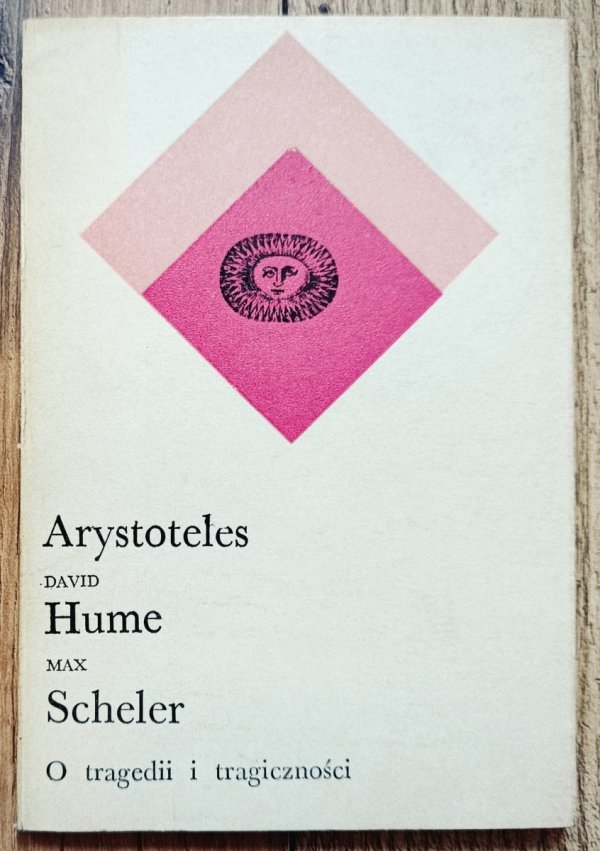 Arystoteles
DAVID
Hume
MAX
Scheler
O tragedii i tragiczności